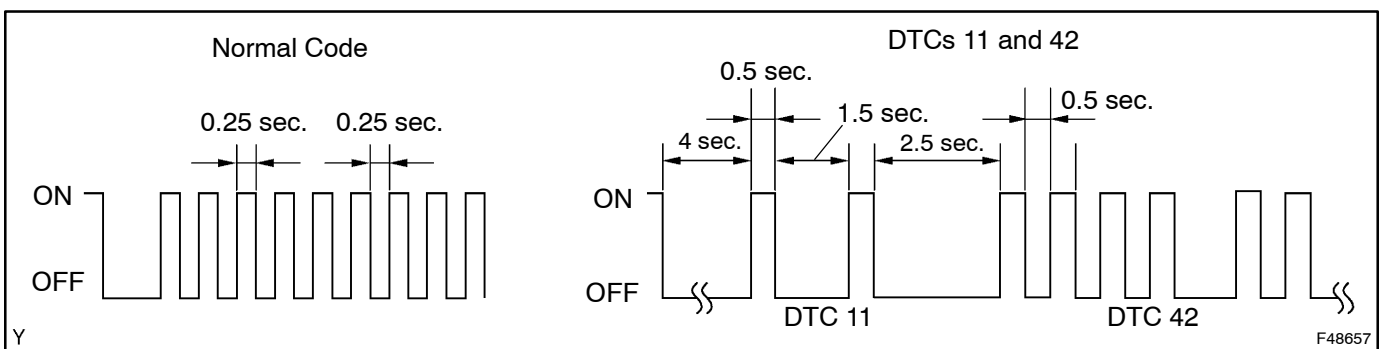 Normal Code
0.25 sec. 0.25 sec.
ON
OFF
DTCs 11 and 42
0.5 sec.
1.5 sec.
0.5 sec.
4 sec.
2.5 sec.
ON
OFF
DTC 11
DTC 42
Y
F48657